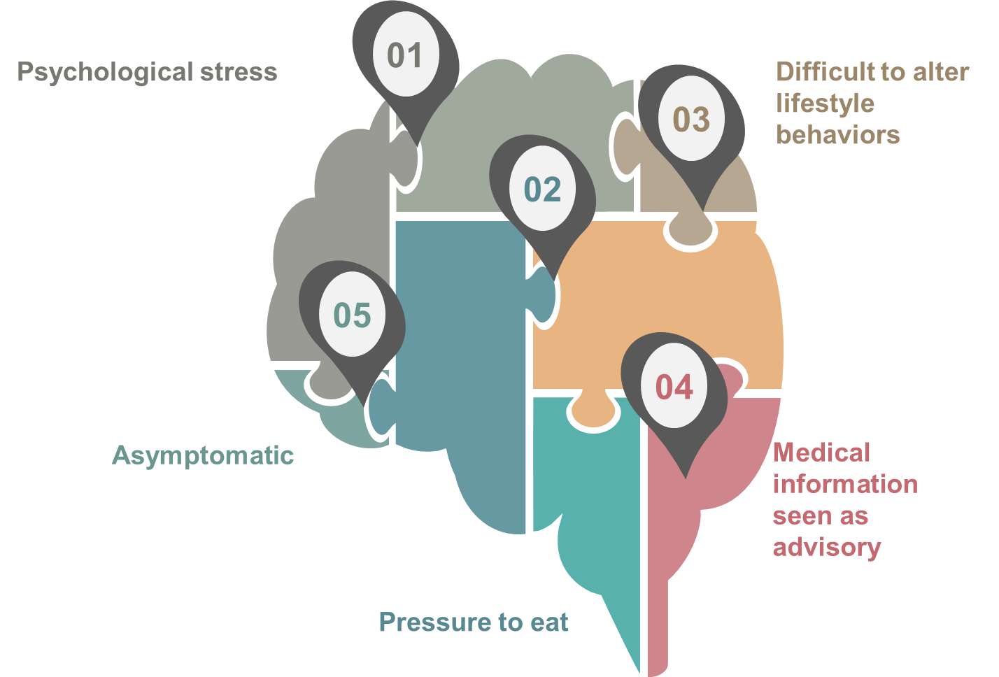 01
Psychological stress
02
03
Difficult to alter
lifestyle
behaviors
05
04
Asymptomatic
Medical
information
seen as
advisory
Pressure to eat